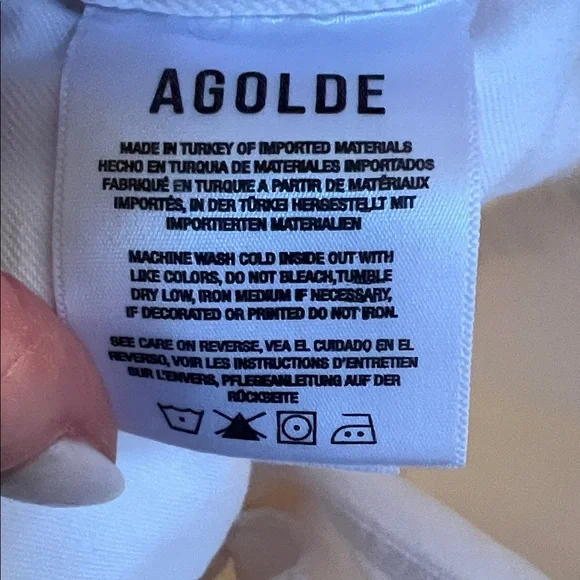 AGOLDE
MADE IN TURKEY OF IMPORTED MATERIALS
HECHO EN TURQUIA DE MATERIALES IMPORTADOS
FABRIQUÉ EN TURQUIE A PARTIR DE MATÉRIAUX
IMPORTÉS, IN DER TÜRKEI HERGESTELLT MIT
IMPORTIERTEN MATERIALIEN
MACHINE WASH COLD INSIDE OUT WITH
LIKE COLORS, DO NOT BLEACH, TUMBLE
DRY LOW, IRON MEDIUM IF NECESSARY,
IF DECORATED OR PRINTED DO NOT IRON.
SEE CARE ON REVERSE, VEA EL CUIDADO EN EL
REVERSO, VOIR LES INSTRUCTIONS D'ENTRETIEN
SUR L'ENVERS, PFLEGEANLEITUNG AUF DER
RÜCKSEITE